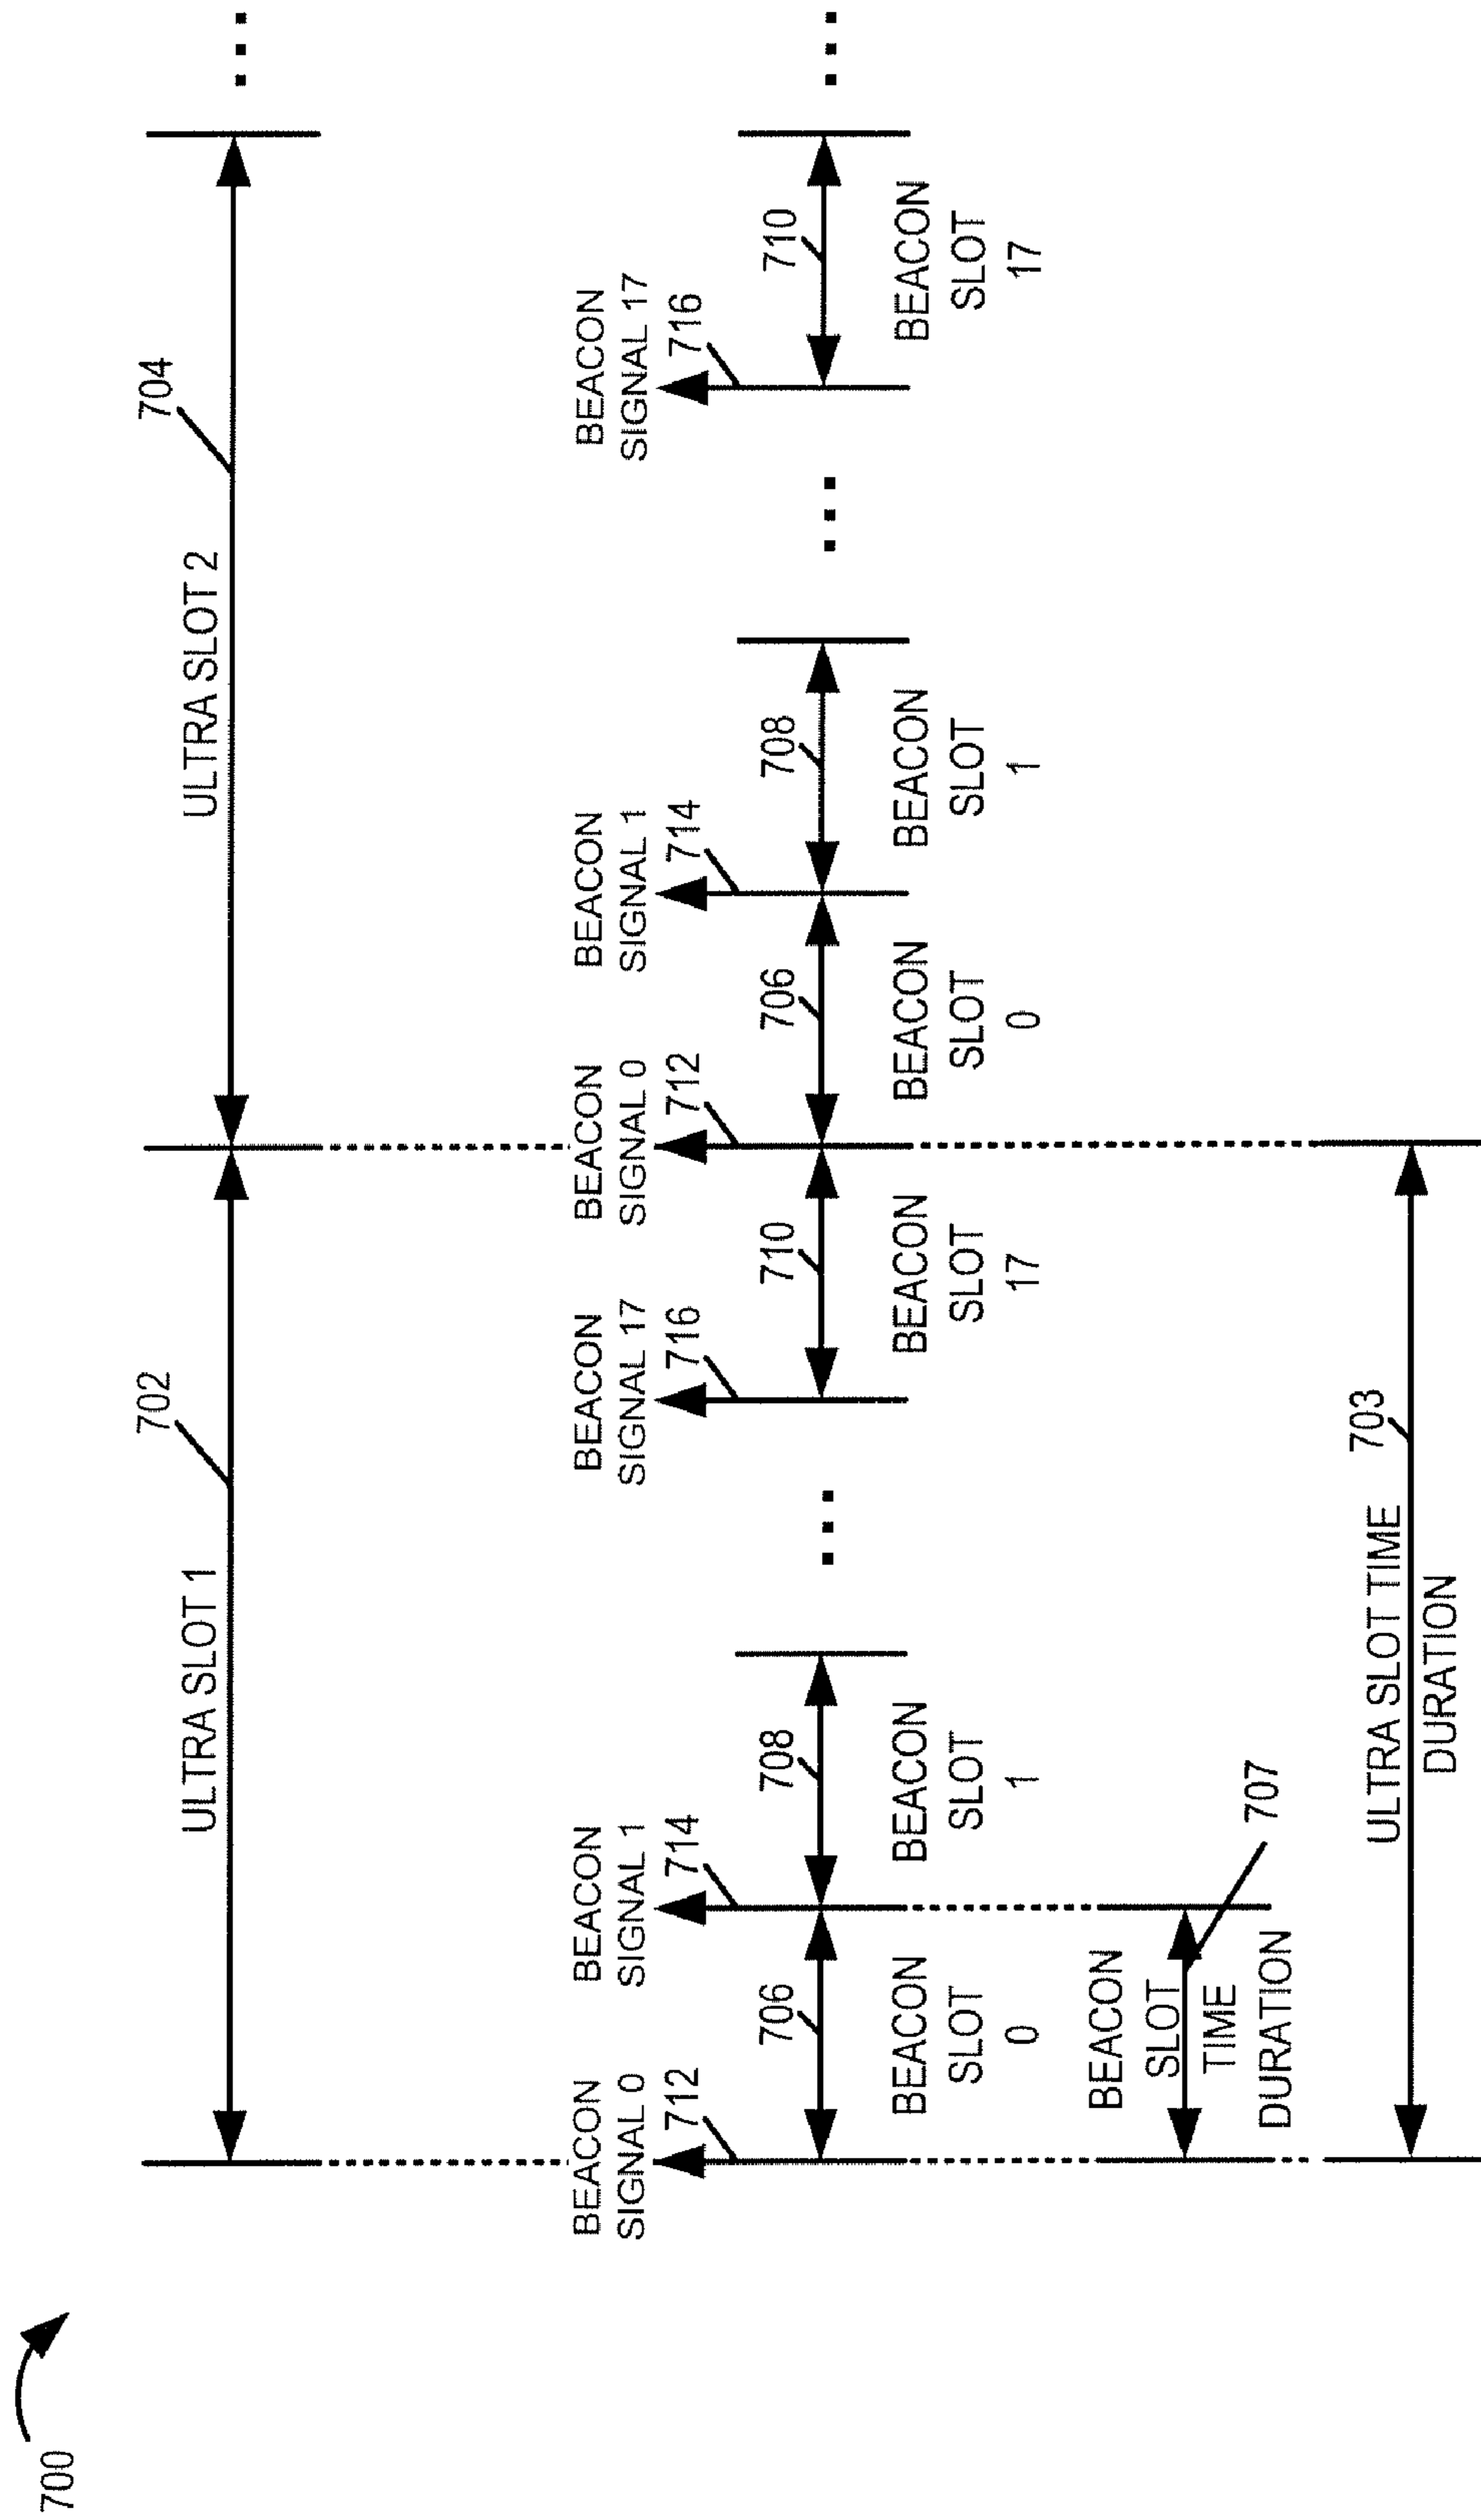 700
ULTRA SLOT 1
702
ULTRA SLOT 2
704
BEACON
SIGNAL 0
712
BEACON
SIGNAL 1
714
BEACON
SIGNAL 17
716
BEACON
SIGNAL 0
712
BEACON
SIGNAL 1
714
BEACON
SIGNAL 17
716
706
708
710
706
708
710
BEACON
SLOT
0
BEACON
SLOT
1
BEACON
SLOT
17
BEACON
SLOT
0
BEACON
SLOT
1
BEACON
SLOT
17
BEACON
SLOT
TIME
DURATION
707
ULTRA SLOT TIME
DURATION
703